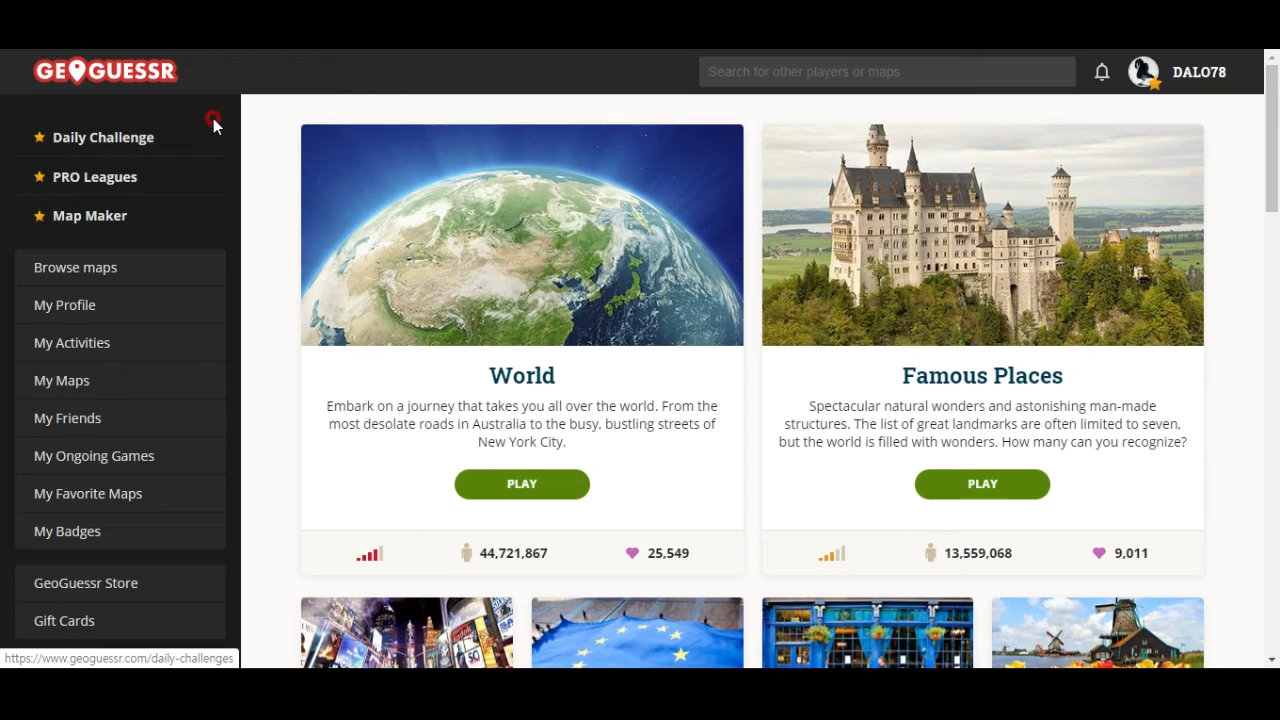 GEOGUESSR
Search for other players or maps
DALO78
Daily Challenge
PRO Leagues
Map Maker
Browse maps
My Profile
My Activities
My Maps
My Friends
My Ongoing Games
My Favorite Maps
My Badges
GeoGuessr Store
Gift Cards
https://www.geoguessr.com/daily-challenges
World
Embark on a journey that takes you all over the world. From the
most desolate roads in Australia to the busy, bustling streets of
New York City.
PLAY
44,721,867
25,549
Famous Places
Spectacular natural wonders and astonishing man-made
structures. The list of great landmarks are often limited to seven,
but the world is filled with wonders. How many can you recognize?
PLAY
13,559,068
9,011